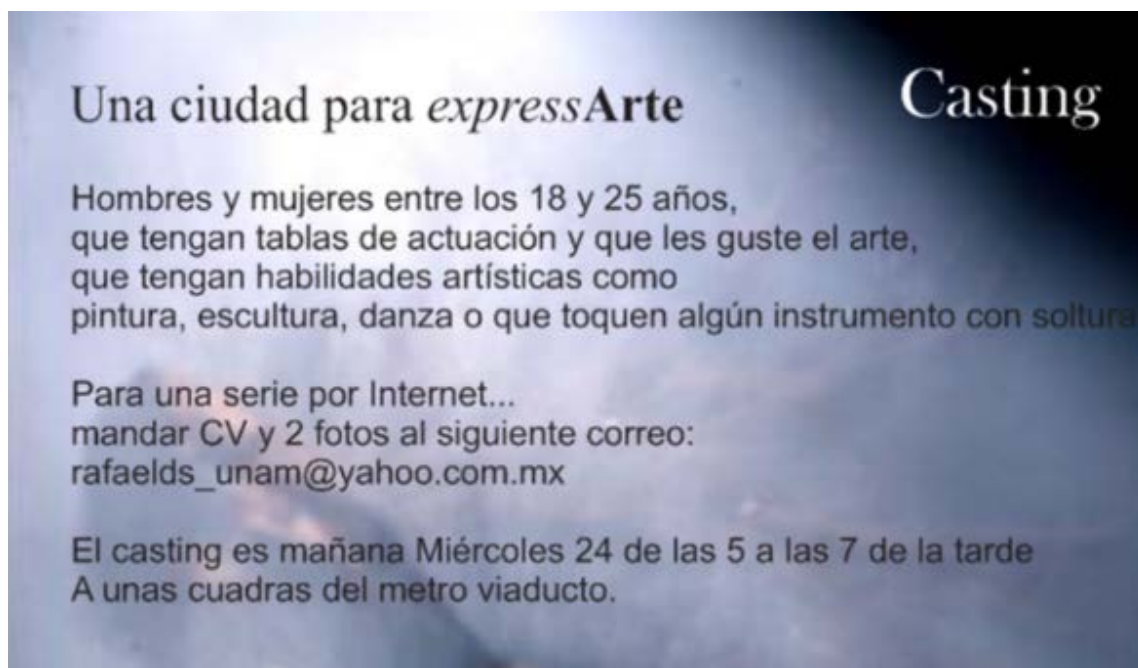 Una ciudad para expressArte
Casting
Hombres y mujeres entre los 18 y 25 años,
que tengan tablas de actuación y que les guste el arte,
que tengan habilidades artísticas como
pintura, escultura, danza o que toquen algún instrumento con soltura
Para una serie por Internet...
mandar CV y 2 fotos al siguiente correo:
rafaelds_unam@yahoo.com.mx
El casting es mañana Miércoles 24 de las 5 a las 7 de la tarde
A unas cuadras del metro viaducto.